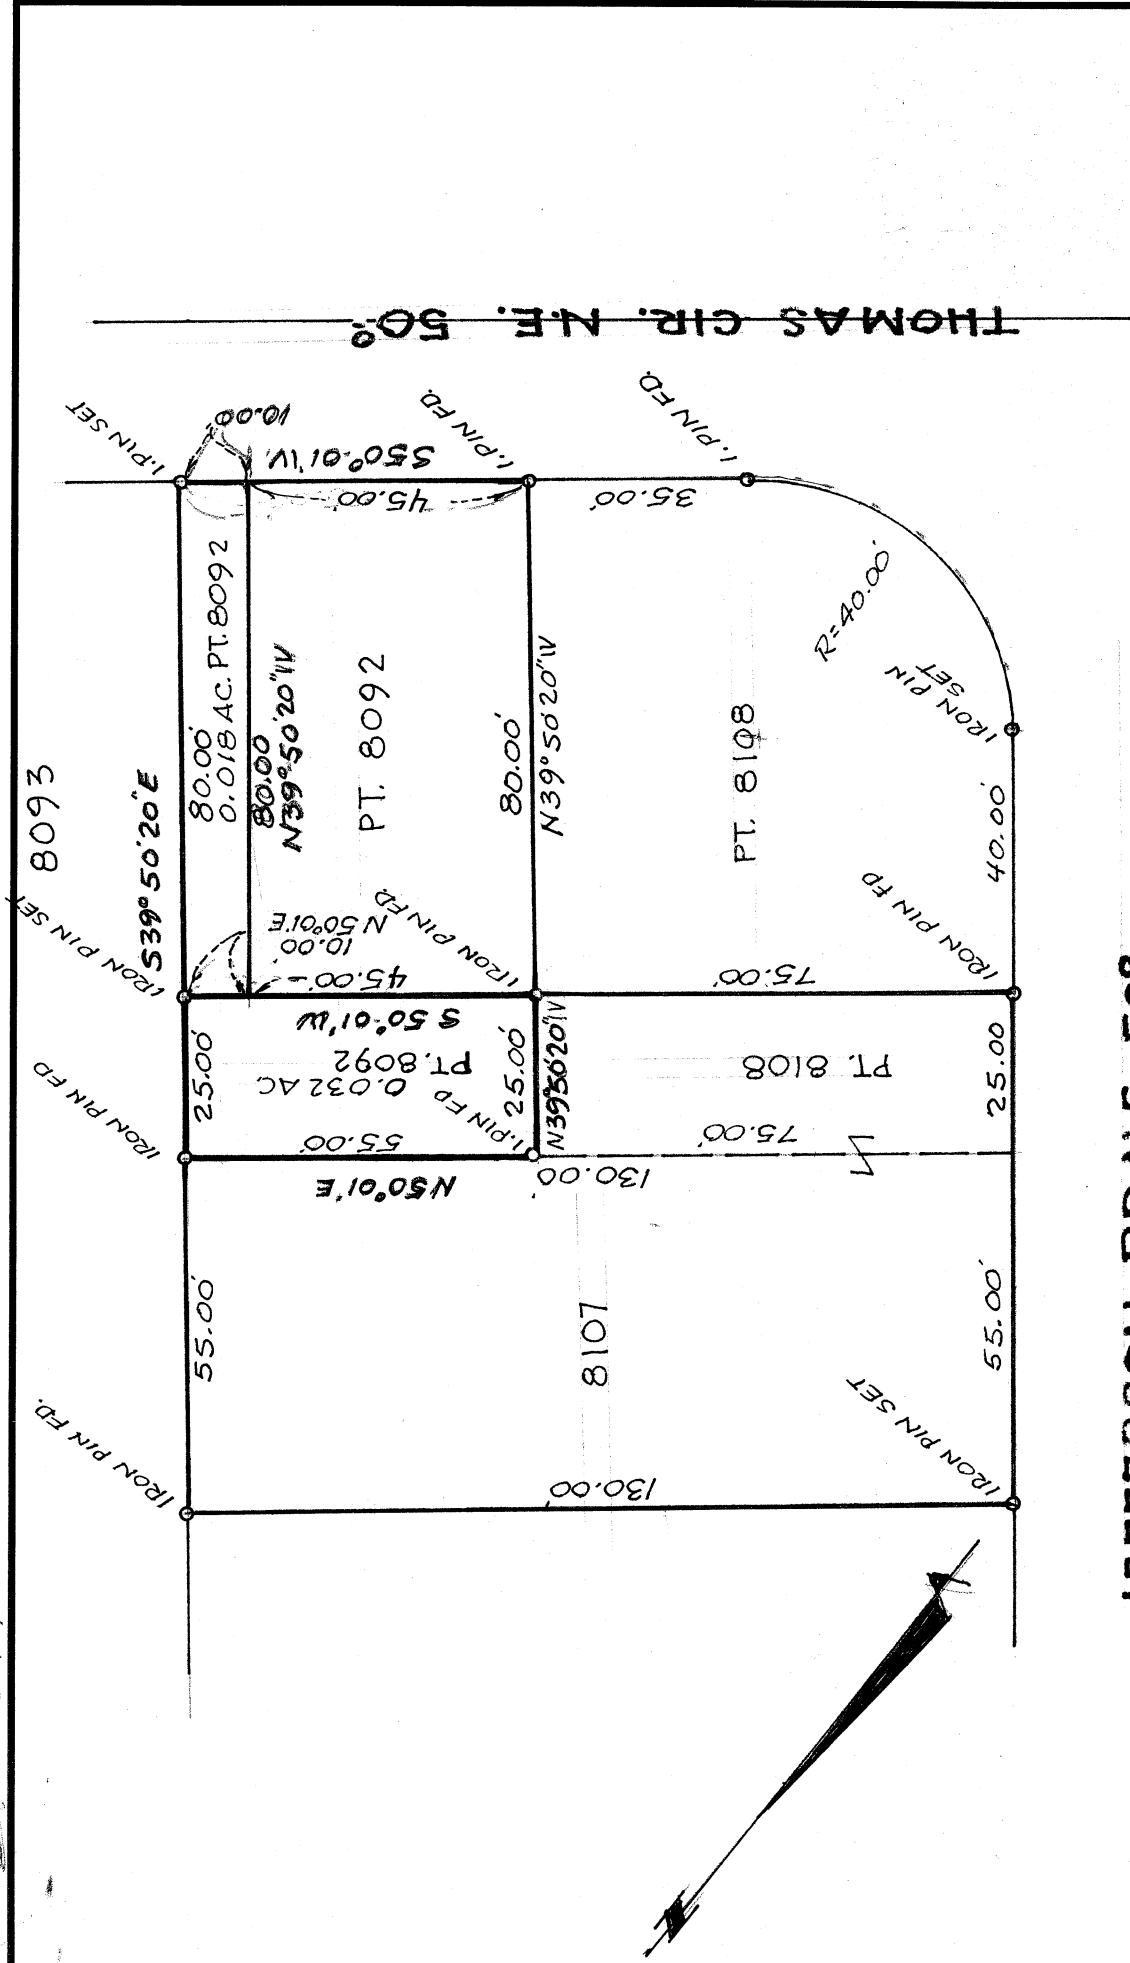 THOMAS CIR. N.E. 50'
I. PIN SET
10.00'
S50°-01'W
I. PIN FD.
I. PIN FD.
45.00'
35.00'
R=40.00'
IRON PIN
SET
8093
S39°50'20"E
80.00'
0.018 AC. PT. 8092
80.00
N39°50'20"W
PT. 8092
80.00'
N39°50'20"W
PT. 8108
40.00'
IRON PIN SET
N 50°01'E
10.00'
45.00'
IRON PIN FD.
75.00'
IRON PIN FD
S 50°-01'W
25.00'
PT. 8092
0.032 AC.
25.00'
N39°50'20"W
PT. 8108
25.00
IRON PIN FD
I. PIN FD
55.00'
75.00'
N50°01'E
130.00'
55.00'
8107
55.00'
IRON PIN FD.
IRON PIN SET
130.00'
N